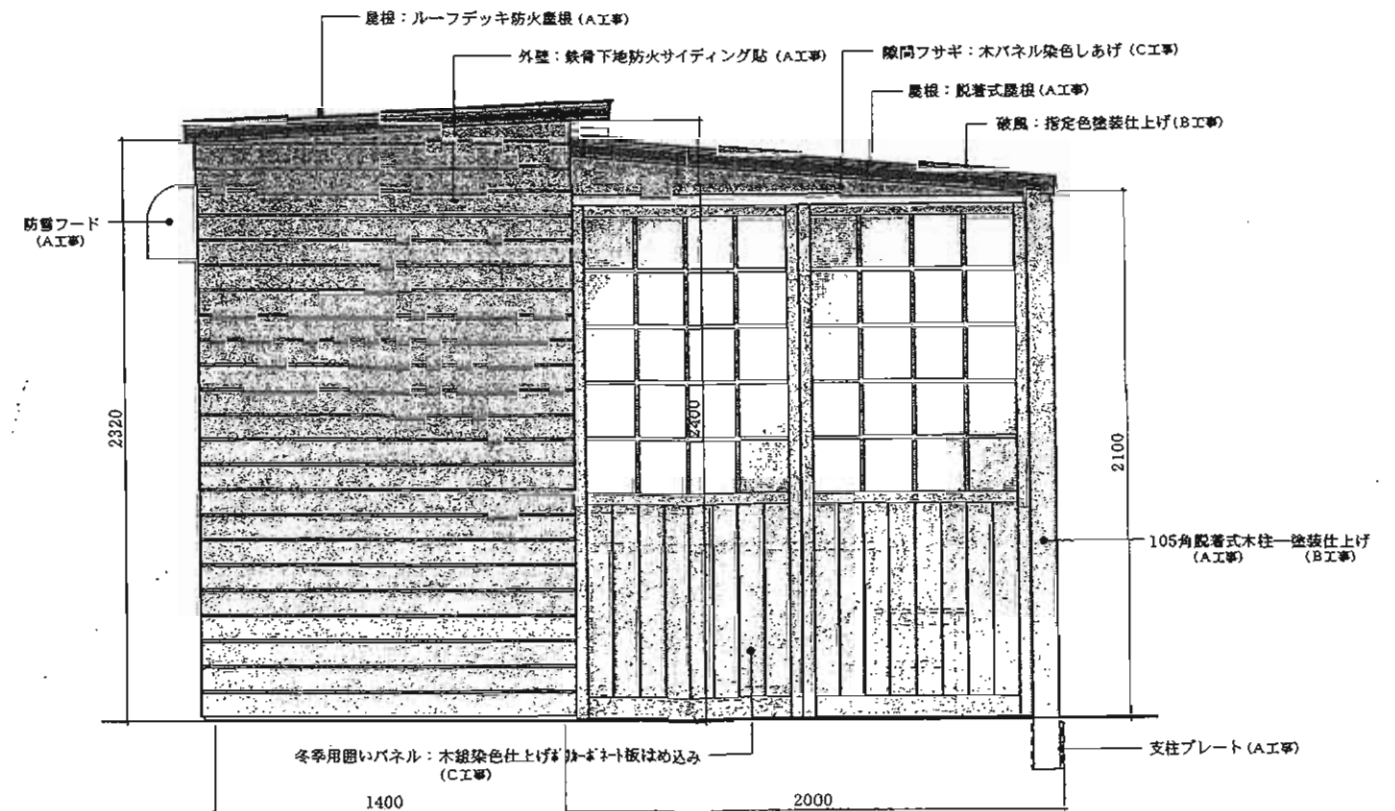 屋根：ルーフデッキ防火屋根(A工事)
外壁：鉄骨下地防火サイディング貼(A工事)
隙間フサギ：木パネル染色しあげ(C工事)
屋根：脱着式屋根(A工事)
破風：指定色塗装仕上げ(B工事)
防雪フード
(A工事)
2320
2400
2100
105角脱着式木柱一塗装仕上げ
(A工事) (B工事)
冬季用囲いパネル：木組染色仕上げﾎﾟﾘｶｰﾎﾞﾈｰﾄ板はめ込み
(C工事)
支柱プレート(A工事)
1400
2000